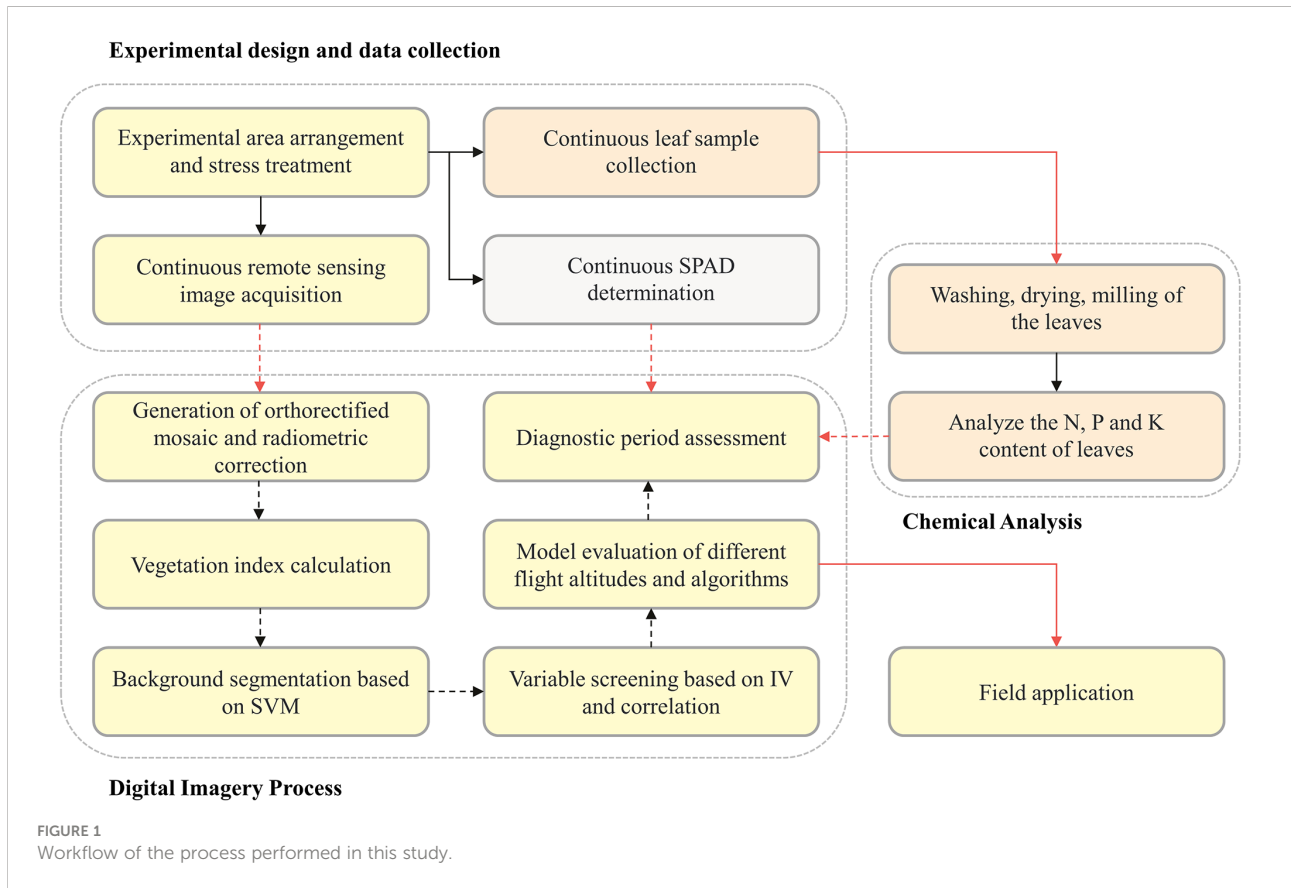 Experimental design and data collection
Experimental area arrangement
and stress treatment
Continuous leaf sample
collection
Continuous remote sensing
image acquisition
Continuous SPAD
determination
Washing, drying, milling of
the leaves
Analyze the N, P and K
content of leaves
Chemical Analysis
Generation of orthorectified
mosaic and radiometric
correction
Diagnostic period assessment
Vegetation index calculation
Model evaluation of different
flight altitudes and algorithms
Background segmentation based
on SVM
Variable screening based on IV
and correlation
Field application
Digital Imagery Process
FIGURE 1
Workflow of the process performed in this study.